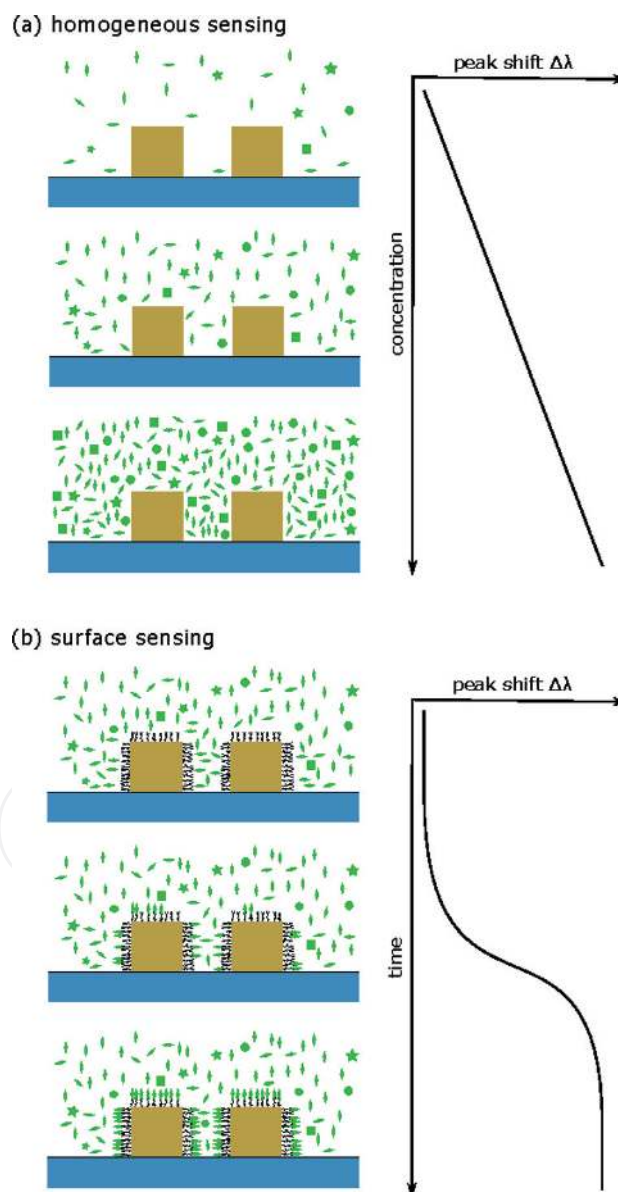 (a) homogeneous sensing
peak shift Δλ
concentration
(b) surface sensing
peak shift Δλ
time